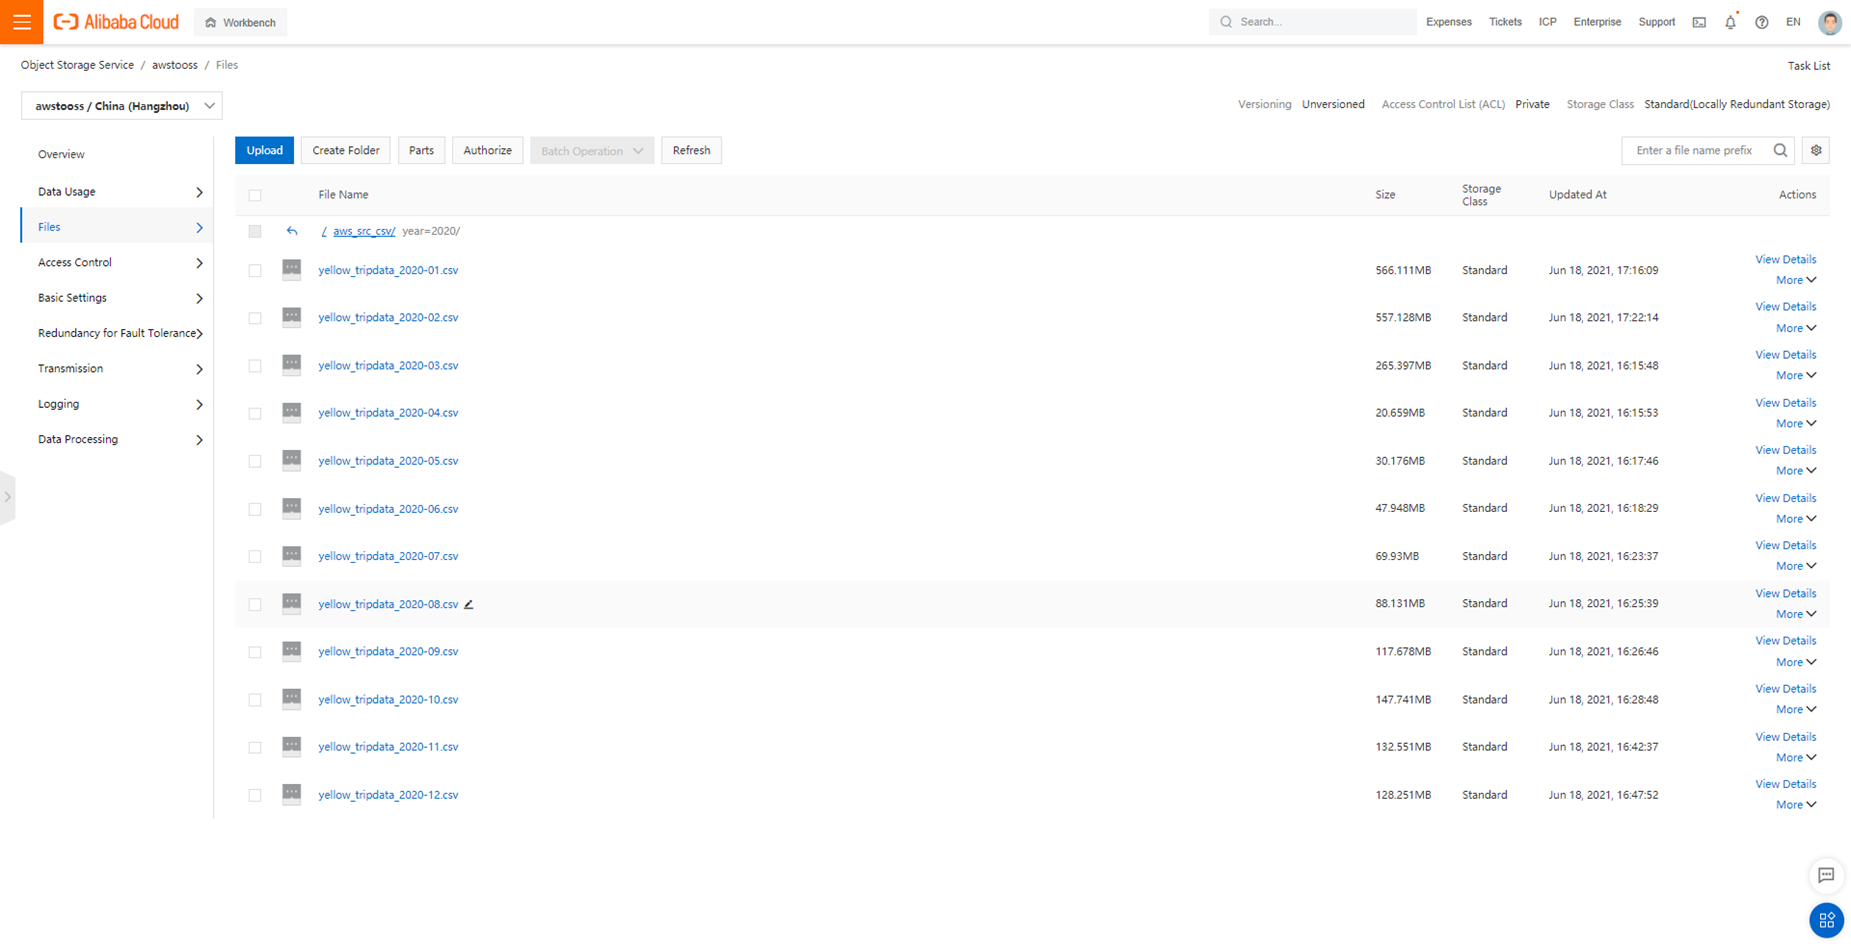 Alibaba Cloud Workbench Search... Expenses Tickets ICP Enterprise Support EN
Object Storage Service / awstooss / Files Task List
awstooss / China (Hangzhou) Versioning Unversioned Access Control List (ACL) Private Storage Class Standard(Locally Redundant Storage)
Overview
Data Usage
Files
Access Control
Basic Settings
Redundancy for Fault Tolerance
Transmission
Logging
Data Processing
Upload Create Folder Parts Authorize Batch Operation Refresh Enter a file name prefix
File Name Size Storage Class Updated At Actions
/ aws_src_csv/ year=2020/
yellow_tripdata_2020-01.csv 566.111MB Standard Jun 18, 2021, 17:16:09 View Details More
yellow_tripdata_2020-02.csv 557.128MB Standard Jun 18, 2021, 17:22:14 View Details More
yellow_tripdata_2020-03.csv 265.397MB Standard Jun 18, 2021, 16:15:48 View Details More
yellow_tripdata_2020-04.csv 20.659MB Standard Jun 18, 2021, 16:15:53 View Details More
yellow_tripdata_2020-05.csv 30.176MB Standard Jun 18, 2021, 16:17:46 View Details More
yellow_tripdata_2020-06.csv 47.948MB Standard Jun 18, 2021, 16:18:29 View Details More
yellow_tripdata_2020-07.csv 69.93MB Standard Jun 18, 2021, 16:23:37 View Details More
yellow_tripdata_2020-08.csv 88.131MB Standard Jun 18, 2021, 16:25:39 View Details More
yellow_tripdata_2020-09.csv 117.678MB Standard Jun 18, 2021, 16:26:46 View Details More
yellow_tripdata_2020-10.csv 147.741MB Standard Jun 18, 2021, 16:28:48 View Details More
yellow_tripdata_2020-11.csv 132.551MB Standard Jun 18, 2021, 16:42:37 View Details More
yellow_tripdata_2020-12.csv 128.251MB Standard Jun 18, 2021, 16:47:52 View Details More